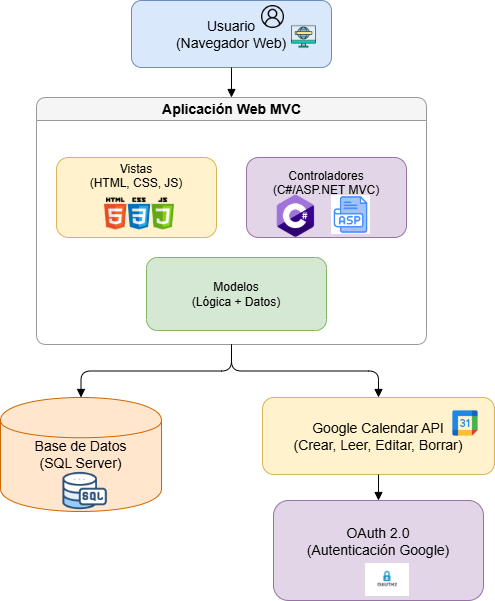 Usuario
(Navegador Web)
Aplicación Web MVC
Vistas
(HTML, CSS, JS)
HTML CSS JS
5 3
Controladores
(C#/ASP.NET MVC)
C#
ASP
Modelos
(Lógica + Datos)
Base de Datos
(SQL Server)
SQL
Google Calendar API
31
(Crear, Leer, Editar, Borrar)
OAuth 2.0
(Autenticación Google)
OAUTH2